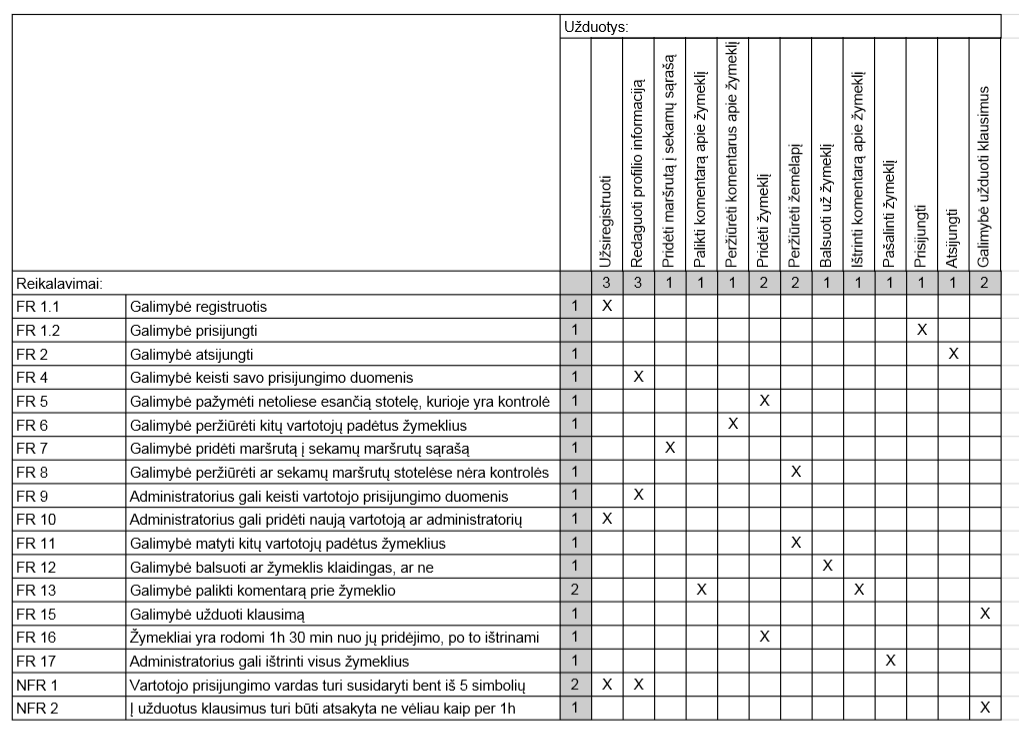 Užduotys:
Užsiregistruoti
Redaguoti profilio informaciją
Pridėti maršrutą į sekamų sąrašą
Palikti komentarą apie žymeklį
Peržiūrėti komentarus apie žymeklį
Pridėti žymeklį
Peržiūrėti žemėlapį
Balsuoti už žymeklį
Ištrinti komentarą apie žymeklį
Pašalinti žymeklį
Prisijungti
Atsijungti
Galimybė užduoti klausimus
Reikalavimai: 3 3 1 1 1 2 2 1 1 1 1 1 2
FR 1.1 Galimybė registruotis 1 X
FR 1.2 Galimybė prisijungti 1 X
FR 2 Galimybė atsijungti 1 X
FR 4 Galimybė keisti savo prisijungimo duomenis 1 X
FR 5 Galimybė pažymėti netoliese esančią stotelę, kurioje yra kontrolė 1 X
FR 6 Galimybė peržiūrėti kitų vartotojų padėtus žymeklius 1 X
FR 7 Galimybė pridėti maršrutą į sekamų maršrutų sąrašą 1 X
FR 8 Galimybė peržiūrėti ar sekamų maršrutų stotelėse nėra kontrolės 1 X
FR 9 Administratorius gali keisti vartotojo prisijungimo duomenis 1 X
FR 10 Administratorius gali pridėti naują vartotoją ar administratorių 1 X
FR 11 Galimybė matyti kitų vartotojų padėtus žymeklius 1 X
FR 12 Galimybė balsuoti ar žymeklis klaidingas, ar ne 1 X
FR 13 Galimybė palikti komentarą prie žymeklio 2 X X
FR 15 Galimybė užduoti klausimą 1 X
FR 16 Žymekliai yra rodomi 1h 30 min nuo jų pridėjimo, po to ištrinami 1 X
FR 17 Administratorius gali ištrinti visus žymeklius 1 X
NFR 1 Vartotojo prisijungimo vardas turi susidaryti bent iš 5 simbolių 2 X X
NFR 2 Į užduotus klausimus turi būti atsakyta ne vėliau kaip per 1h 1 X